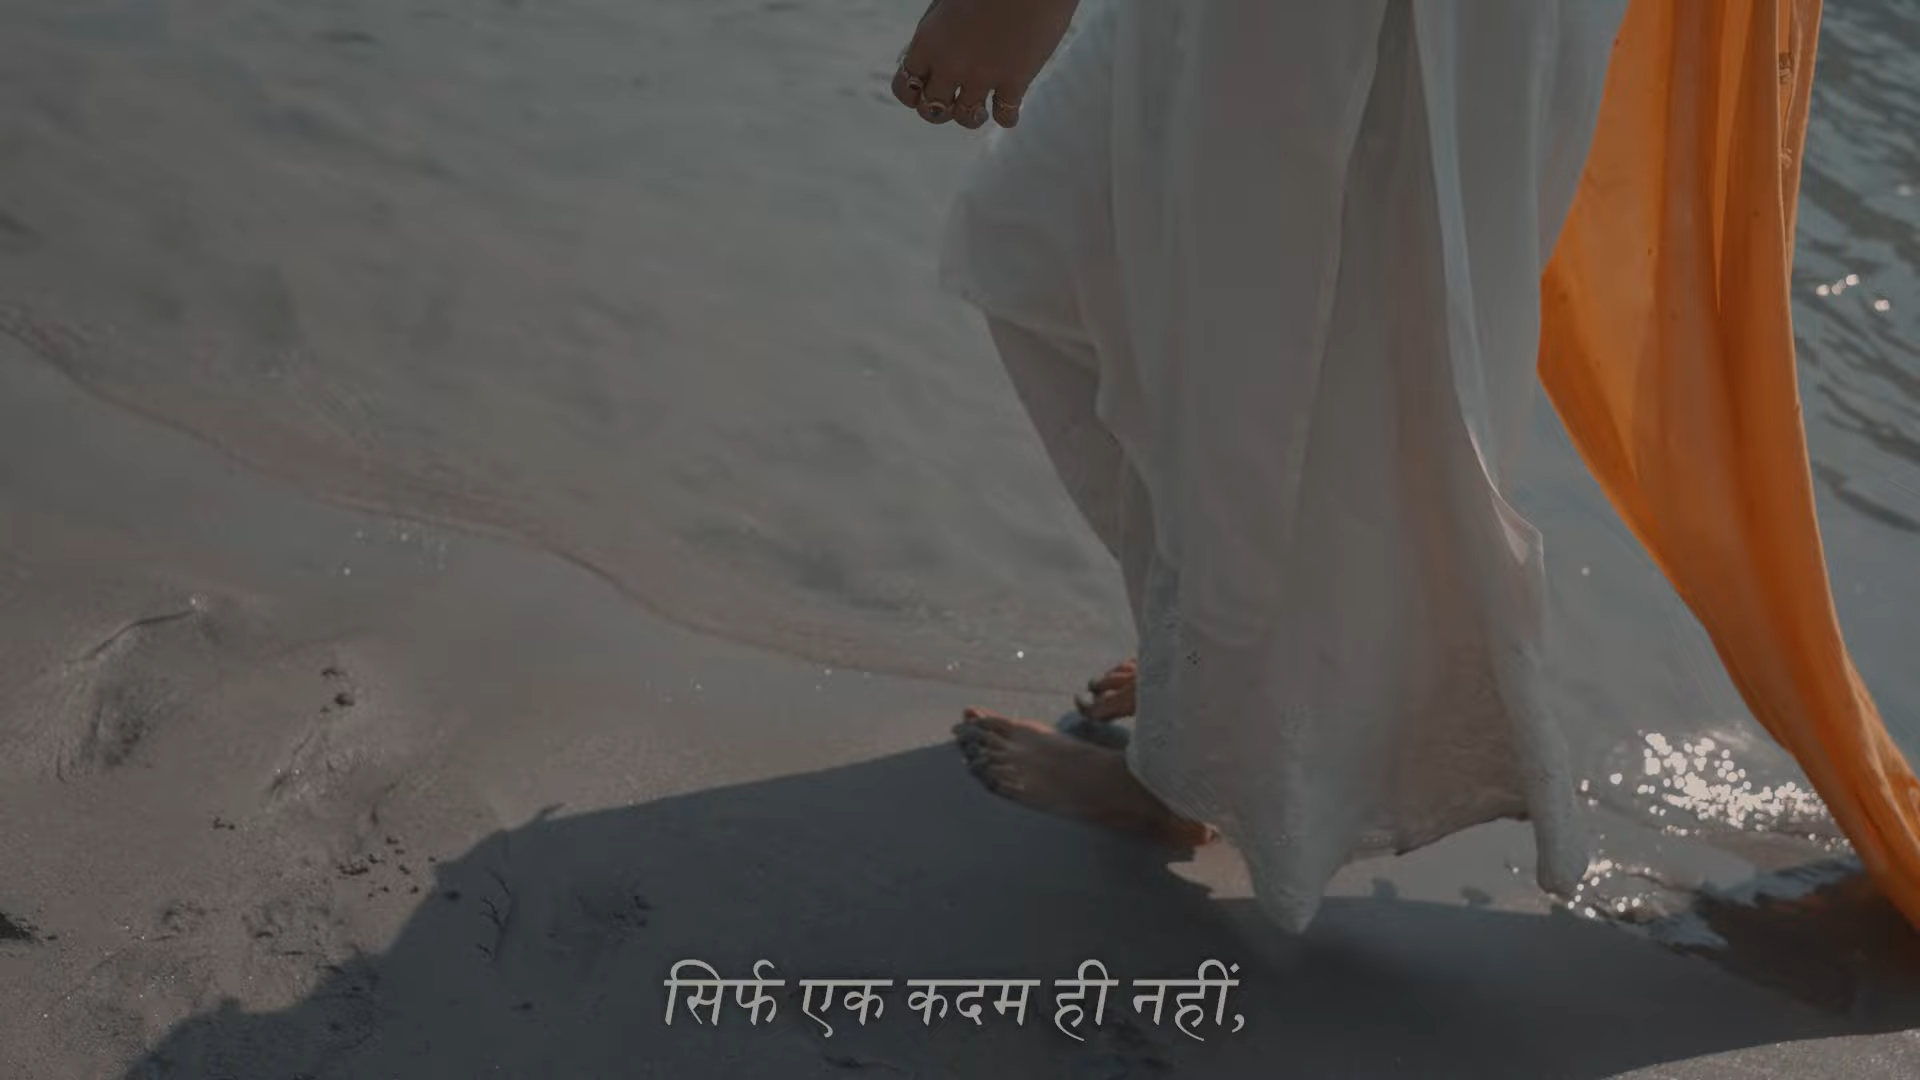 सिर्फ एक कदम ही नहीं,